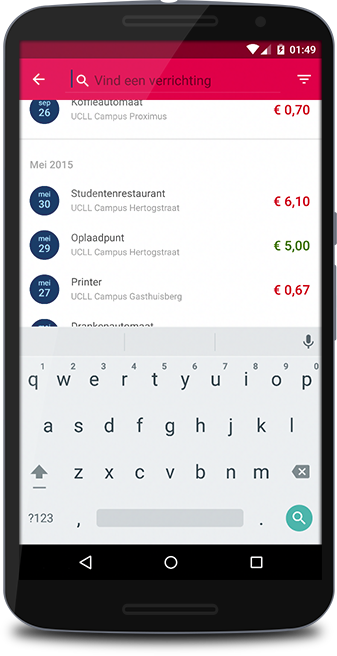 01:49
Vind een verrichting
sep
26
Koffieautomaat
UCLL Campus Proximus
€ 0,70
Mei 2015
mei
30
Studentenrestaurant
UCLL Campus Hertogstraat
€ 6,10
mei
29
Oplaadpunt
UCLL Campus Hertogstraat
€ 5,00
mei
27
Printer
UCLL Campus Gasthuisberg
€ 0,67
mei
Drankenautomaat
1 2 3 4 5 6 7 8 9 0
q w e r t y u i o p
a s d f g h j k l
z x c v b n m
?123 , .